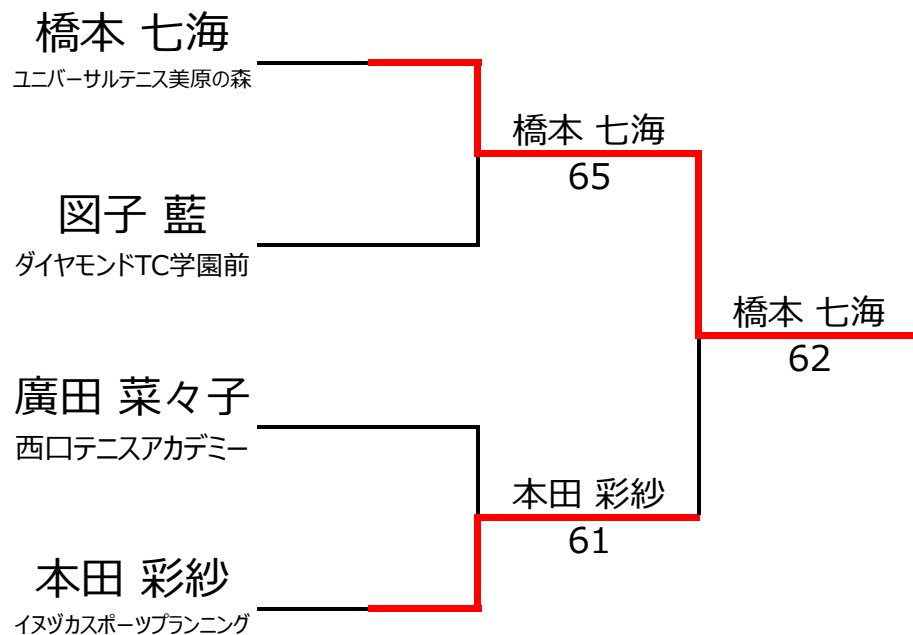 橋本 七海
ユニバーサルテニス美原の森
橋本 七海
65
図子 藍
ダイヤモンドTC学園前
橋本 七海
62
廣田 菜々子
西口テニスアカデミー
本田 彩紗
61
本田 彩紗
イヌヅカスポーツプランニング